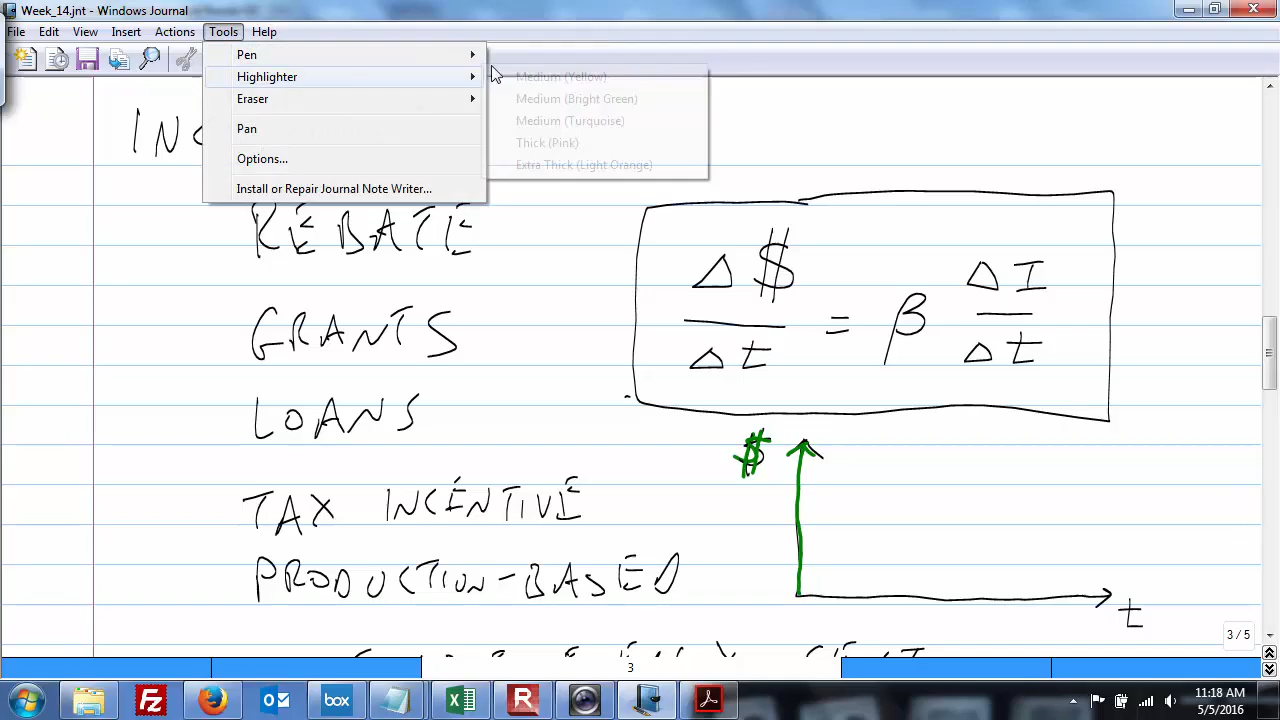 Week_14.jnt - Windows Journal
File Edit View Insert Actions Tools Help
Pen
Highlighter
Eraser
Pan
Options...
Install or Repair Journal Note Writer...
Medium (Yellow)
Medium (Bright Green)
Medium (Turquoise)
Thick (Pink)
Extra Thick (Light Orange)
INC
REBATE
GRANTS
LOANS
TAX INCENTIVE
PRODUCTION-BASED
Δ$
Δt
= β
ΔI
Δt
$
t
3/5
3
box
11:18 AM
5/5/2016